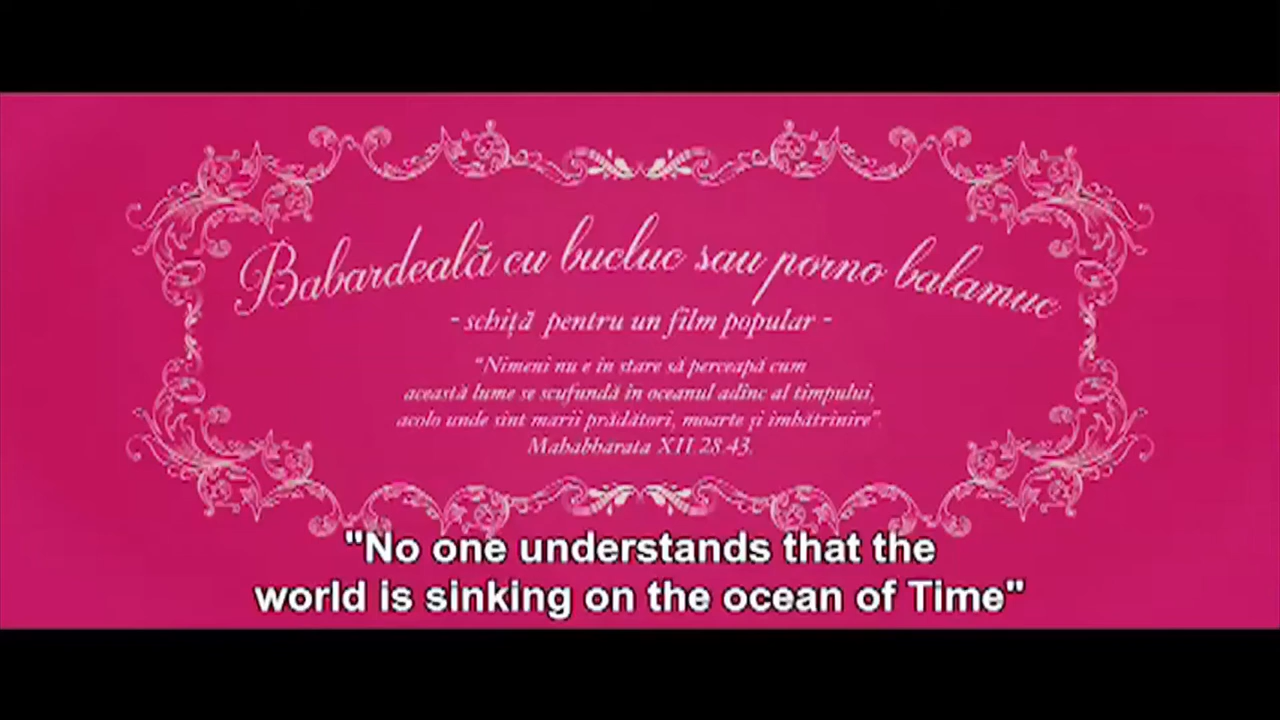 Babardeală cu bucluc sau porno balamuc
- schiță pentru un film popular -
"Nimeni nu e în stare să perceapă cum
această lume se scufundă în oceanul adînc al timpului,
acolo unde sînt marii prădători, moarte și îmbătrînire".
Mahabharata XII.28.43.
"No one understands that the
world is sinking on the ocean of Time"